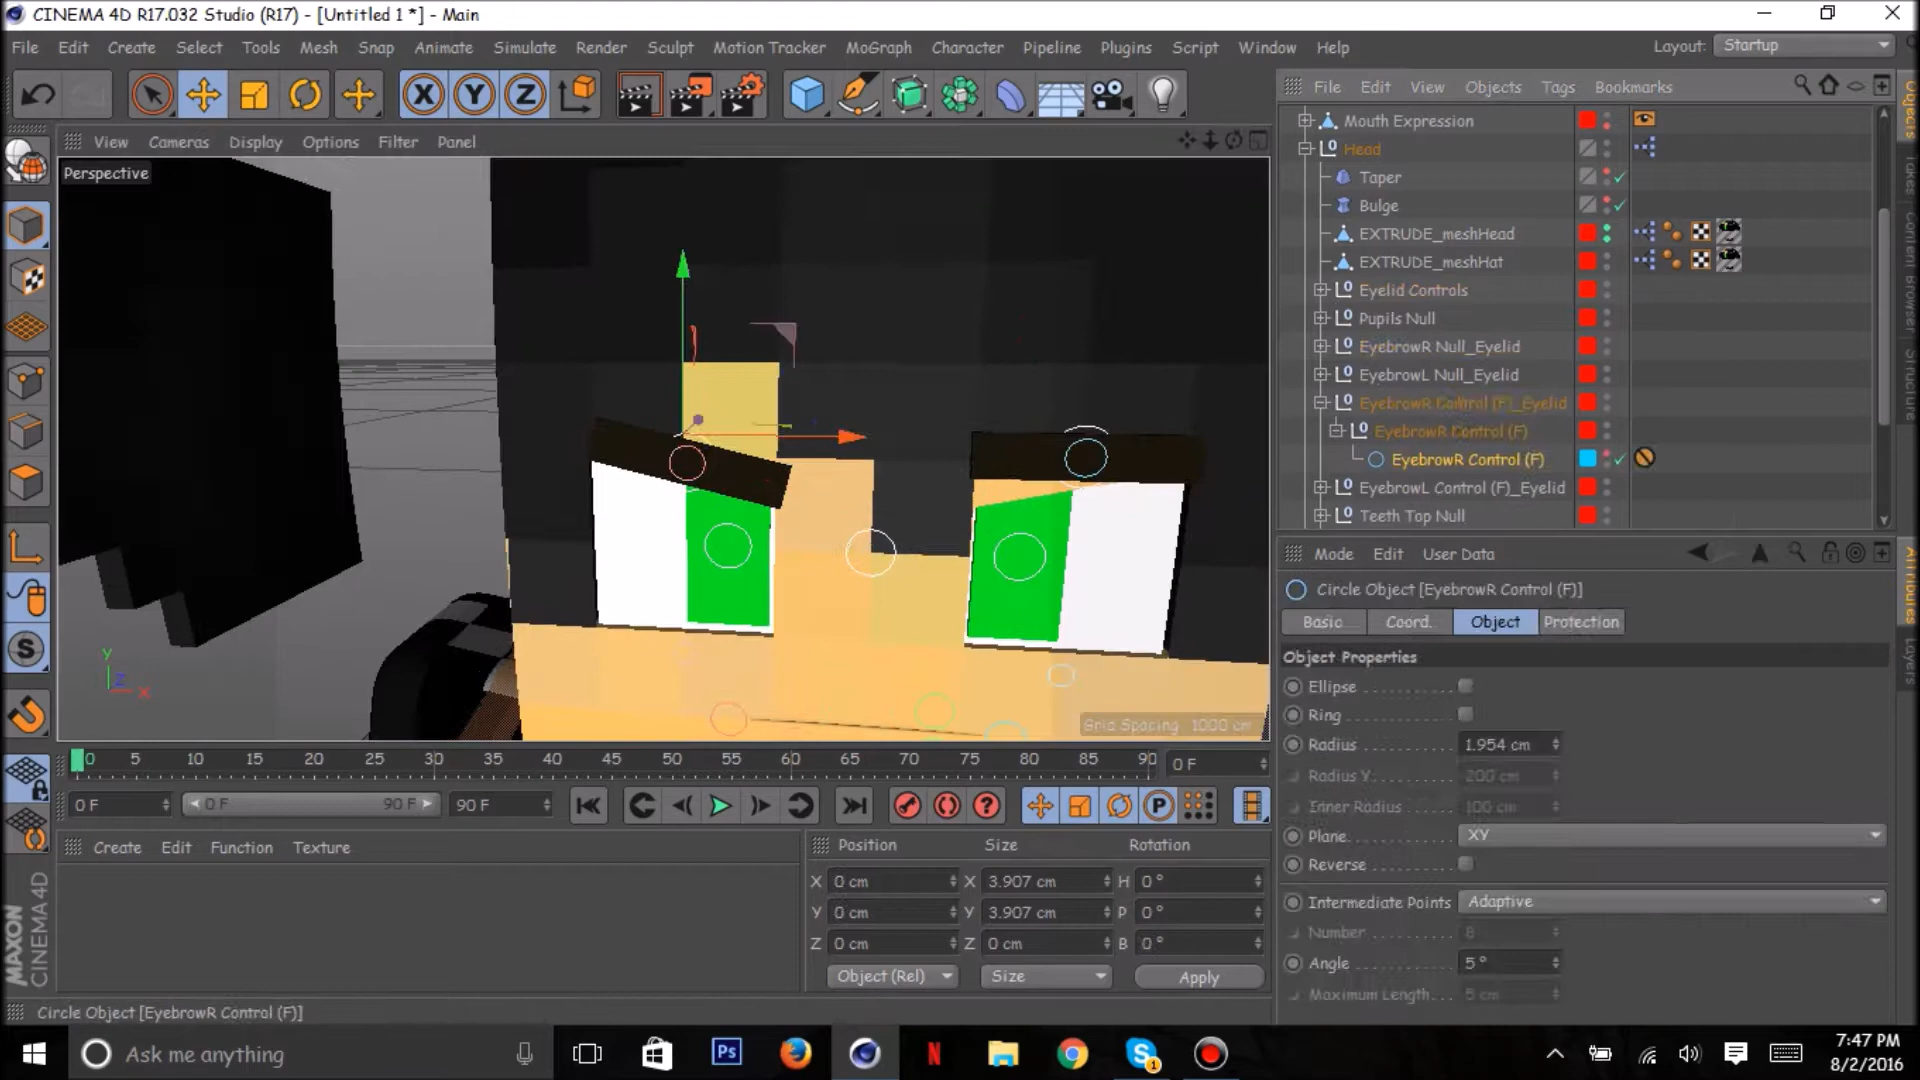 CINEMA 4D R17.032 Studio (R17) - [Untitled 1 *] - Main
File Edit Create Select Tools Mesh Snap Animate Simulate Render Sculpt Motion Tracker MoGraph Character Pipeline Plugins Script Window Help Layout: Startup
X Y Z
File Edit View Objects Tags Bookmarks
View Cameras Display Options Filter Panel
Perspective
Mouth Expression
Head
Taper
Bulge
EXTRUDE_meshHead
EXTRUDE_meshHat
Eyelid Controls
Pupils Null
EyebrowR Null_Eyelid
EyebrowL Null_Eyelid
EyebrowR Control (F)_Eyelid
EyebrowR Control (F)
EyebrowR Control (F)
EyebrowL Control (F)_Eyelid
Teeth Top Null
Objects
Takes
Content Browser
Structure
Attributes
Layers
Y Z X
Grid Spacing 1000 cm
Mode Edit User Data
Circle Object [EyebrowR Control (F)]
Basic Coord. Object Protection
Object Properties
Ellipse
Ring
Radius 1.954 cm
Radius Y 200 cm
Inner Radius 100 cm
Plane XY
Reverse
Intermediate Points Adaptive
Number 8
Angle 5 °
Maximum Length 5 cm
0 5 10 15 20 25 30 35 40 45 50 55 60 65 70 75 80 85 90 0 F
0 F 0 F 90 F 90 F
Create Edit Function Texture
Position Size Rotation
X 0 cm X 3.907 cm H 0 °
Y 0 cm Y 3.907 cm P 0 °
Z 0 cm Z 0 cm B 0 °
Object (Rel) Size Apply
MAXON
CINEMA 4D
Circle Object [EyebrowR Control (F)]
Ask me anything
Ps
7:47 PM
8/2/2016